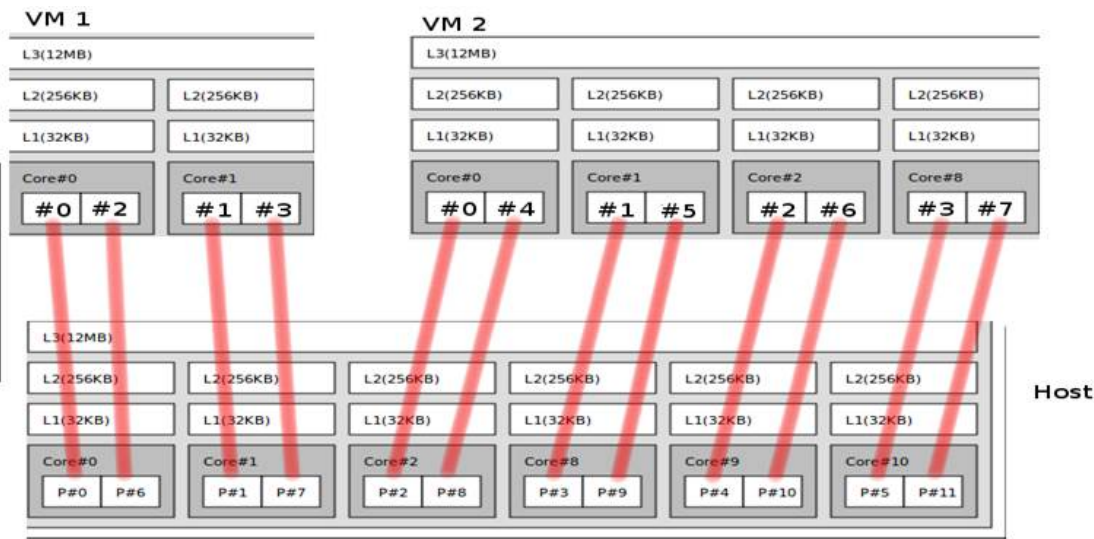 VM 1
VM 2
L3(12MB)
L3(12MB)
L2(256KB) L2(256KB) L2(256KB) L2(256KB) L2(256KB) L2(256KB)
L1(32KB) L1(32KB) L1(32KB) L1(32KB) L1(32KB) L1(32KB)
Core#0 Core#1 Core#0 Core#1 Core#2 Core#8
#0 #2 #1 #3 #0 #4 #1 #5 #2 #6 #3 #7
L3(12MB)
L2(256KB) L2(256KB) L2(256KB) L2(256KB) L2(256KB) L2(256KB)
Host
L1(32KB) L1(32KB) L1(32KB) L1(32KB) L1(32KB) L1(32KB)
Core#0 Core#1 Core#2 Core#8 Core#9 Core#10
P#0 P#6 P#1 P#7 P#2 P#8 P#3 P#9 P#4 P#10 P#5 P#11